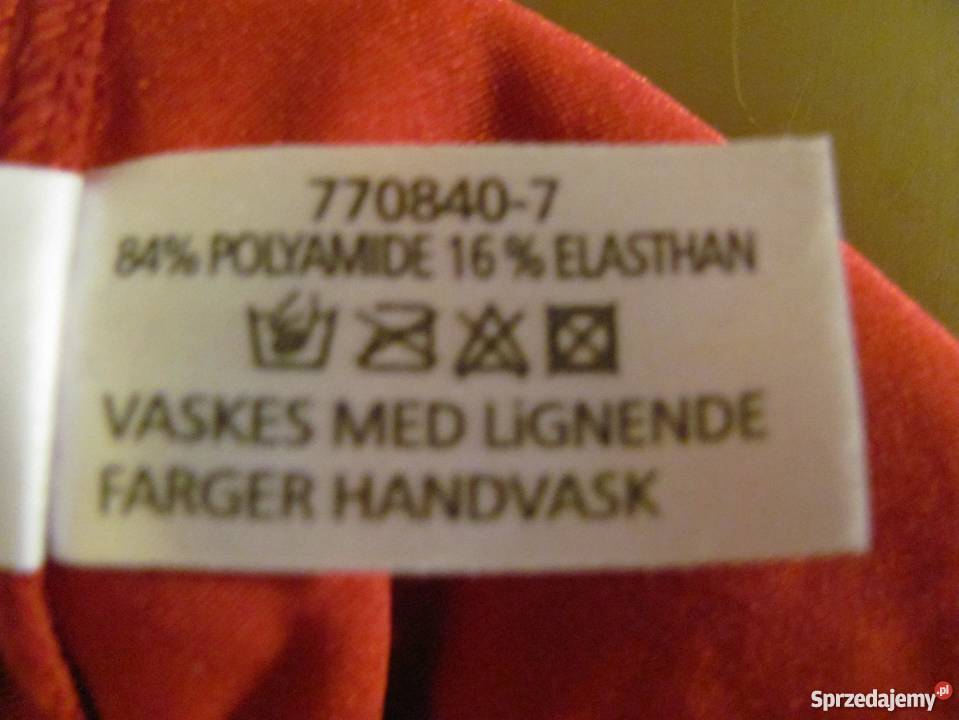 770840-7
84% POLYAMIDE 16 % ELASTHAN
VASKES MED LiGNENDE
FARGER HANDVASK
Sprzedajemy.pl